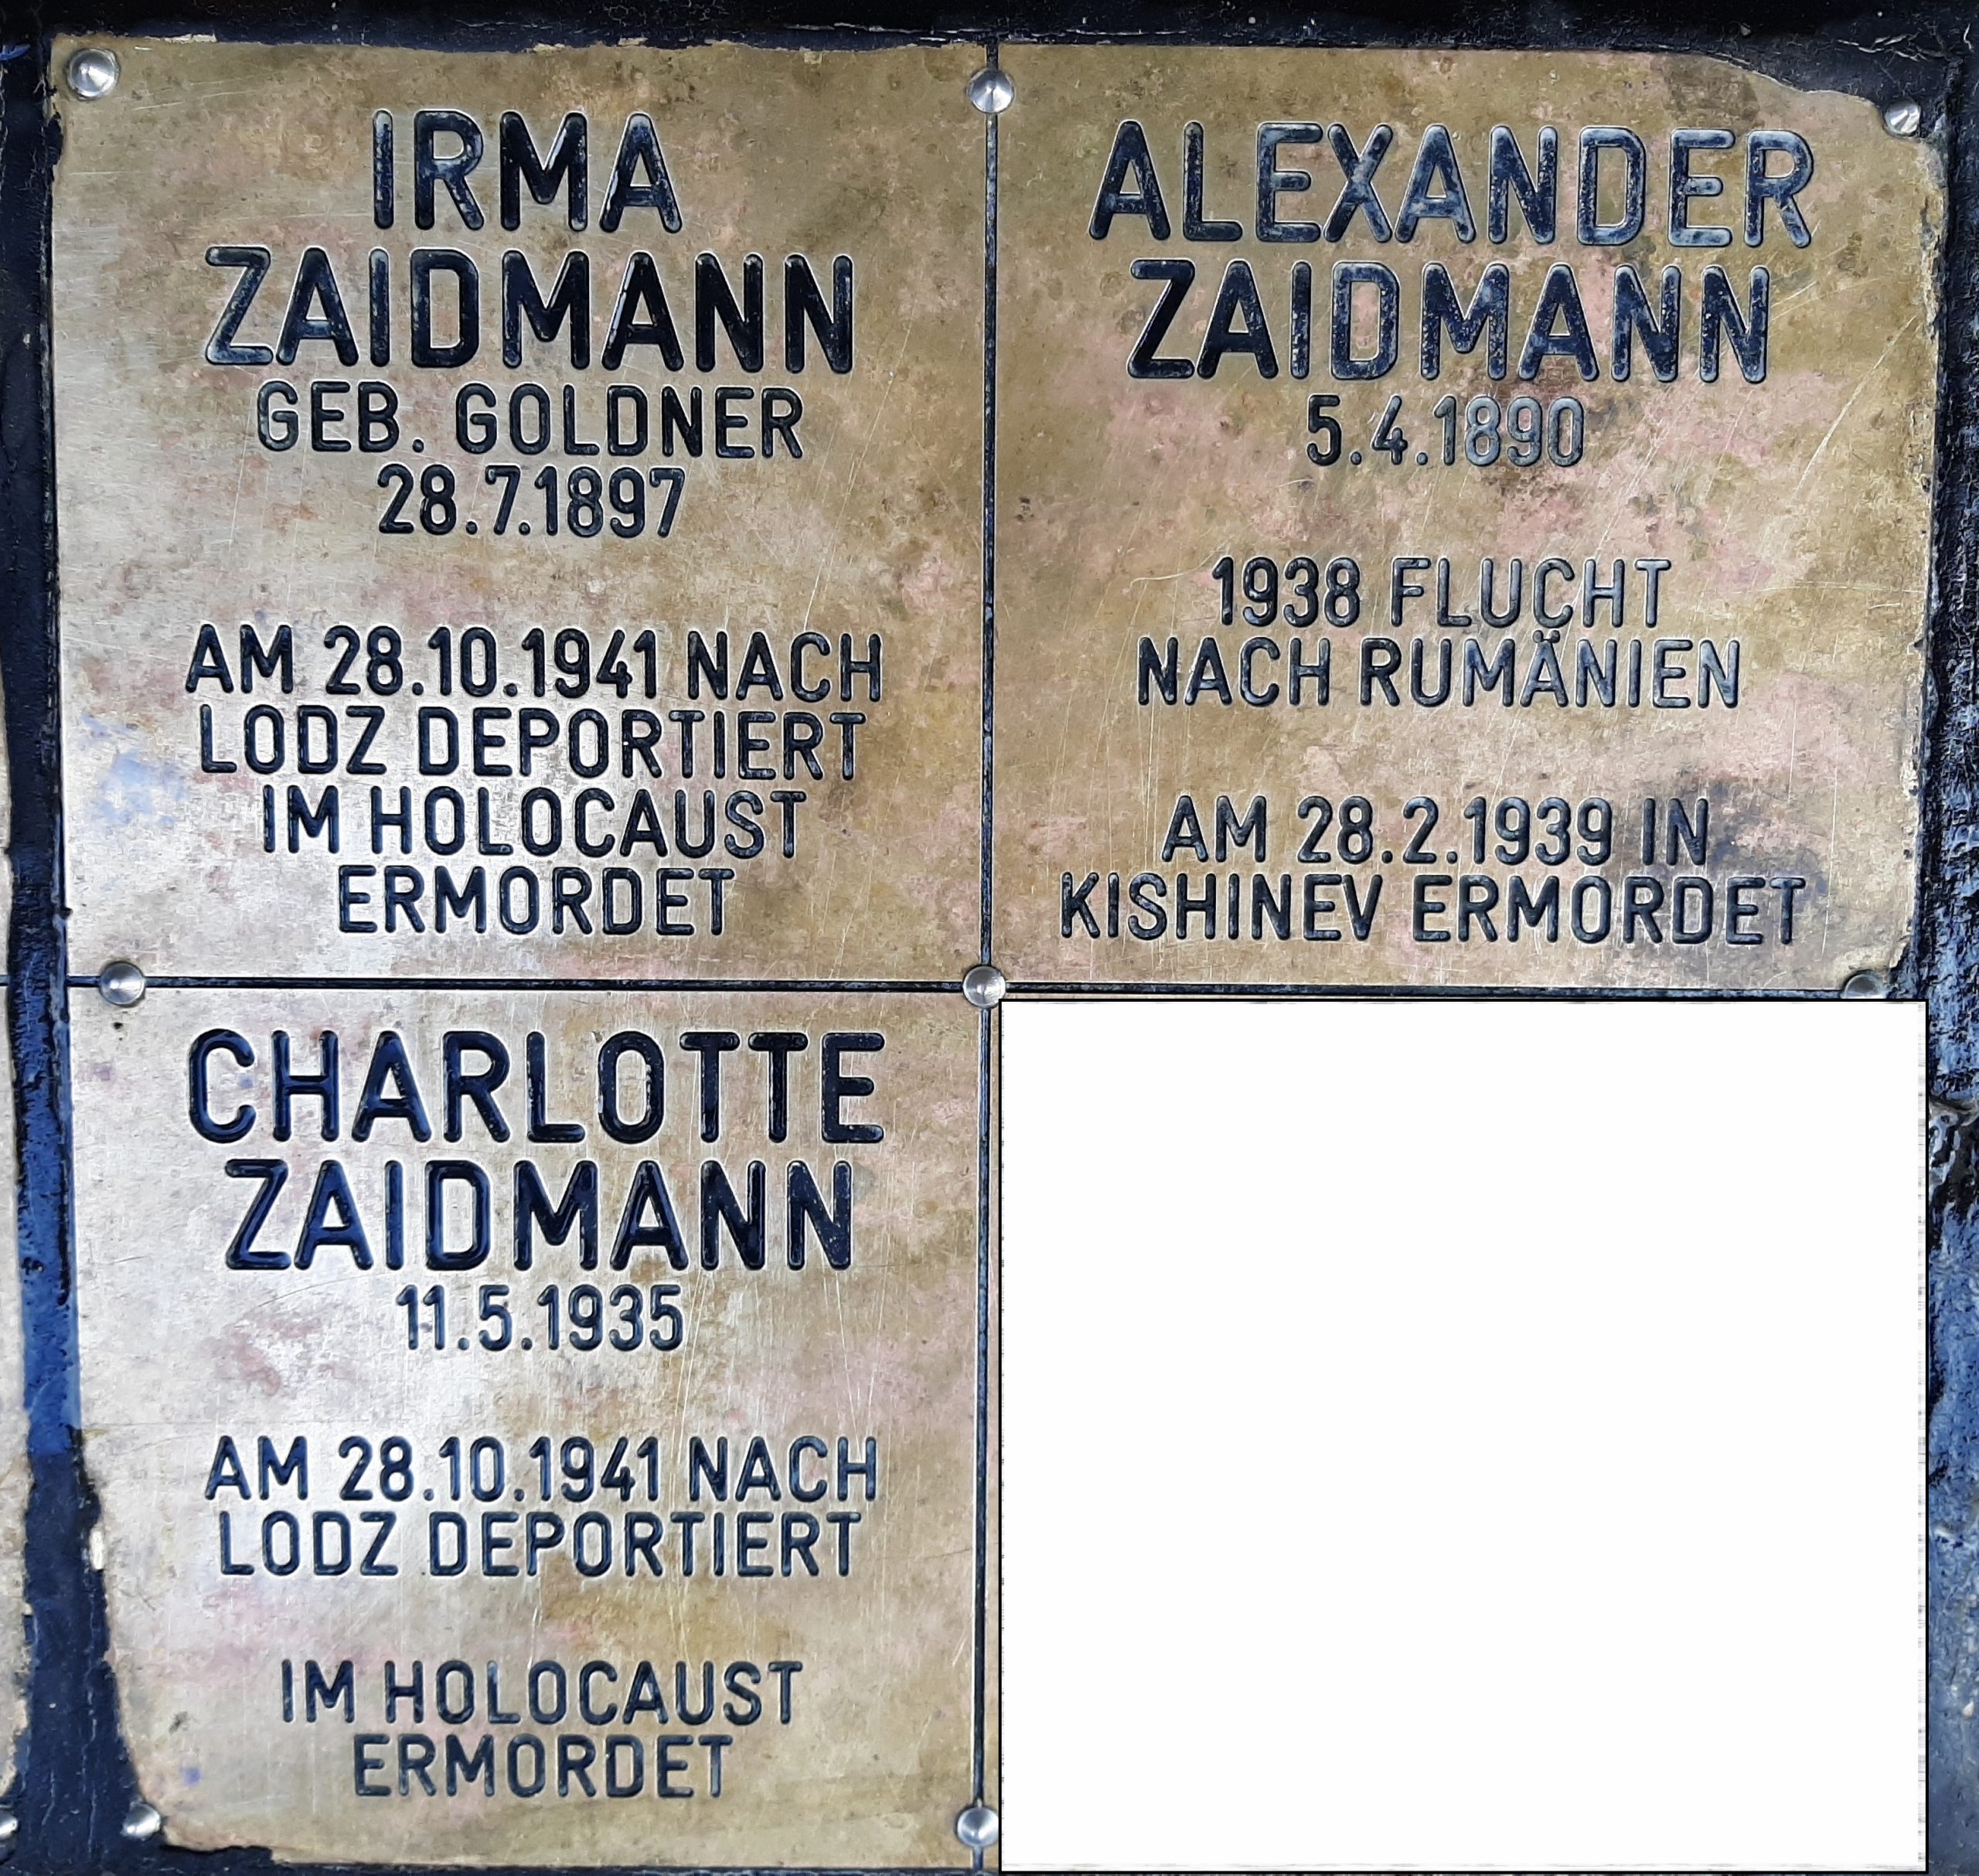 IRMA
ZAIDMANN
GEB. GOLDNER
28.7.1897
AM 28.10.1941 NACH
LODZ DEPORTIERT
IM HOLOCAUST
ERMORDET
ALEXANDER
ZAIDMANN
5.4.1890
1938 FLUCHT
NACH RUMÄNIEN
AM 28.2.1939 IN
KISHINEV ERMORDET
CHARLOTTE
ZAIDMANN
11.5.1935
AM 28.10.1941 NACH
LODZ DEPORTIERT
IM HOLOCAUST
ERMORDET